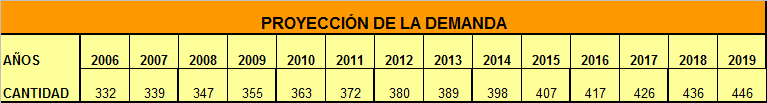 PROYECCIÓN DE LA DEMANDA
AÑOS 2006 2007 2008 2009 2010 2011 2012 2013 2014 2015 2016 2017 2018 2019
CANTIDAD 332 339 347 355 363 372 380 389 398 407 417 426 436 446